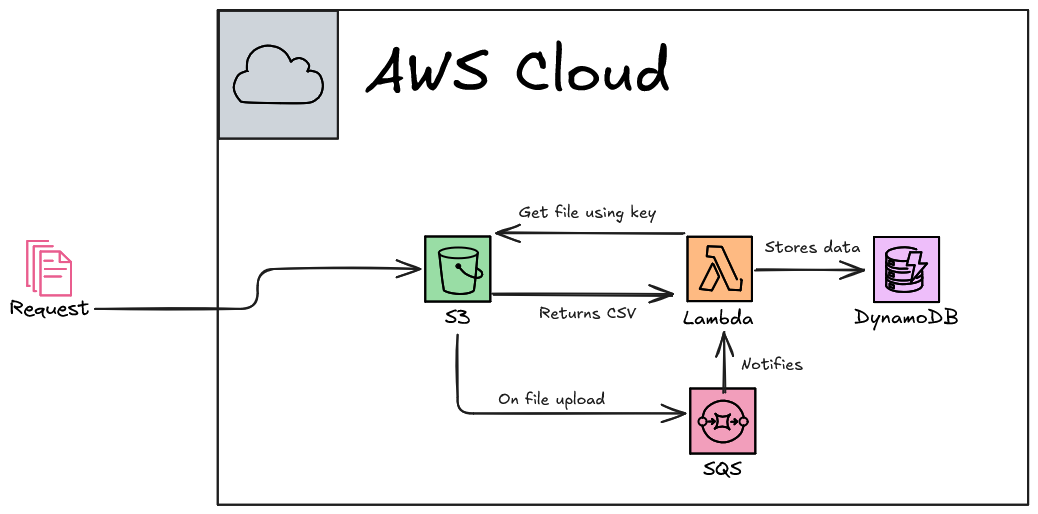 AWS Cloud
Get file using key
Stores data
Request
S3
Returns CSV
Lambda
DynamoDB
Notifies
On file upload
SQS